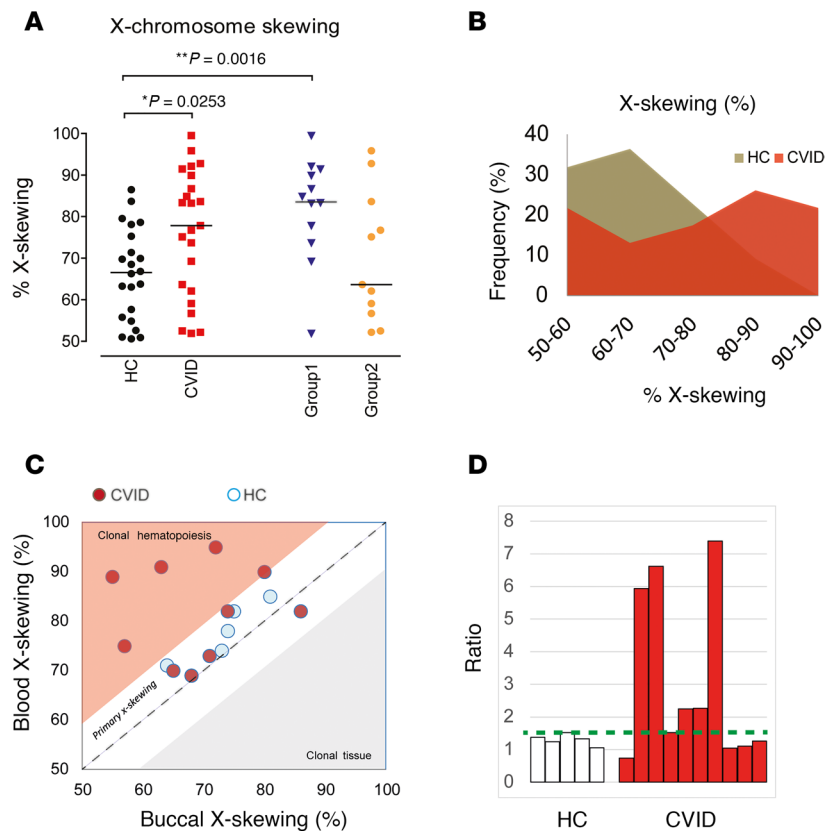 A
X-chromosome skewing
**P = 0.0016
*P = 0.0253
% X-skewing
100
90
80
70
60
50
HC
CVID
Group1
Group2
B
X-skewing (%)
HC CVID
Frequency (%)
40
30
20
10
0
50-60
60-70
70-80
80-90
90-100
% X-skewing
C
CVID HC
Blood X-skewing (%)
100
90
80
70
60
50
Clonal hematopoiesis
Primary x-skewing
Clonal tissue
50 60 70 80 90 100
Buccal X-skewing (%)
D
Ratio
8
7
6
5
4
3
2
1
0
HC CVID